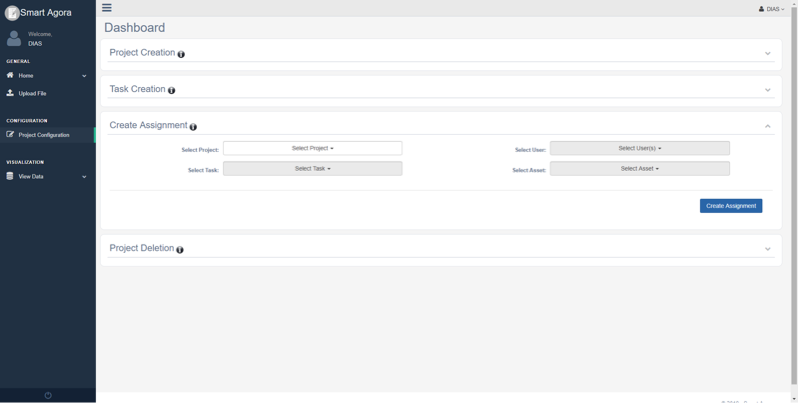 Smart Agora
Welcome,
DIAS
GENERAL
Home
Upload File
CONFIGURATION
Project Configuration
VISUALIZATION
View Data
DIAS
Dashboard
Project Creation
Task Creation
Create Assignment
Select Project: Select Project
Select User: Select User(s)
Select Task: Select Task
Select Asset: Select Asset
Create Assignment
Project Deletion